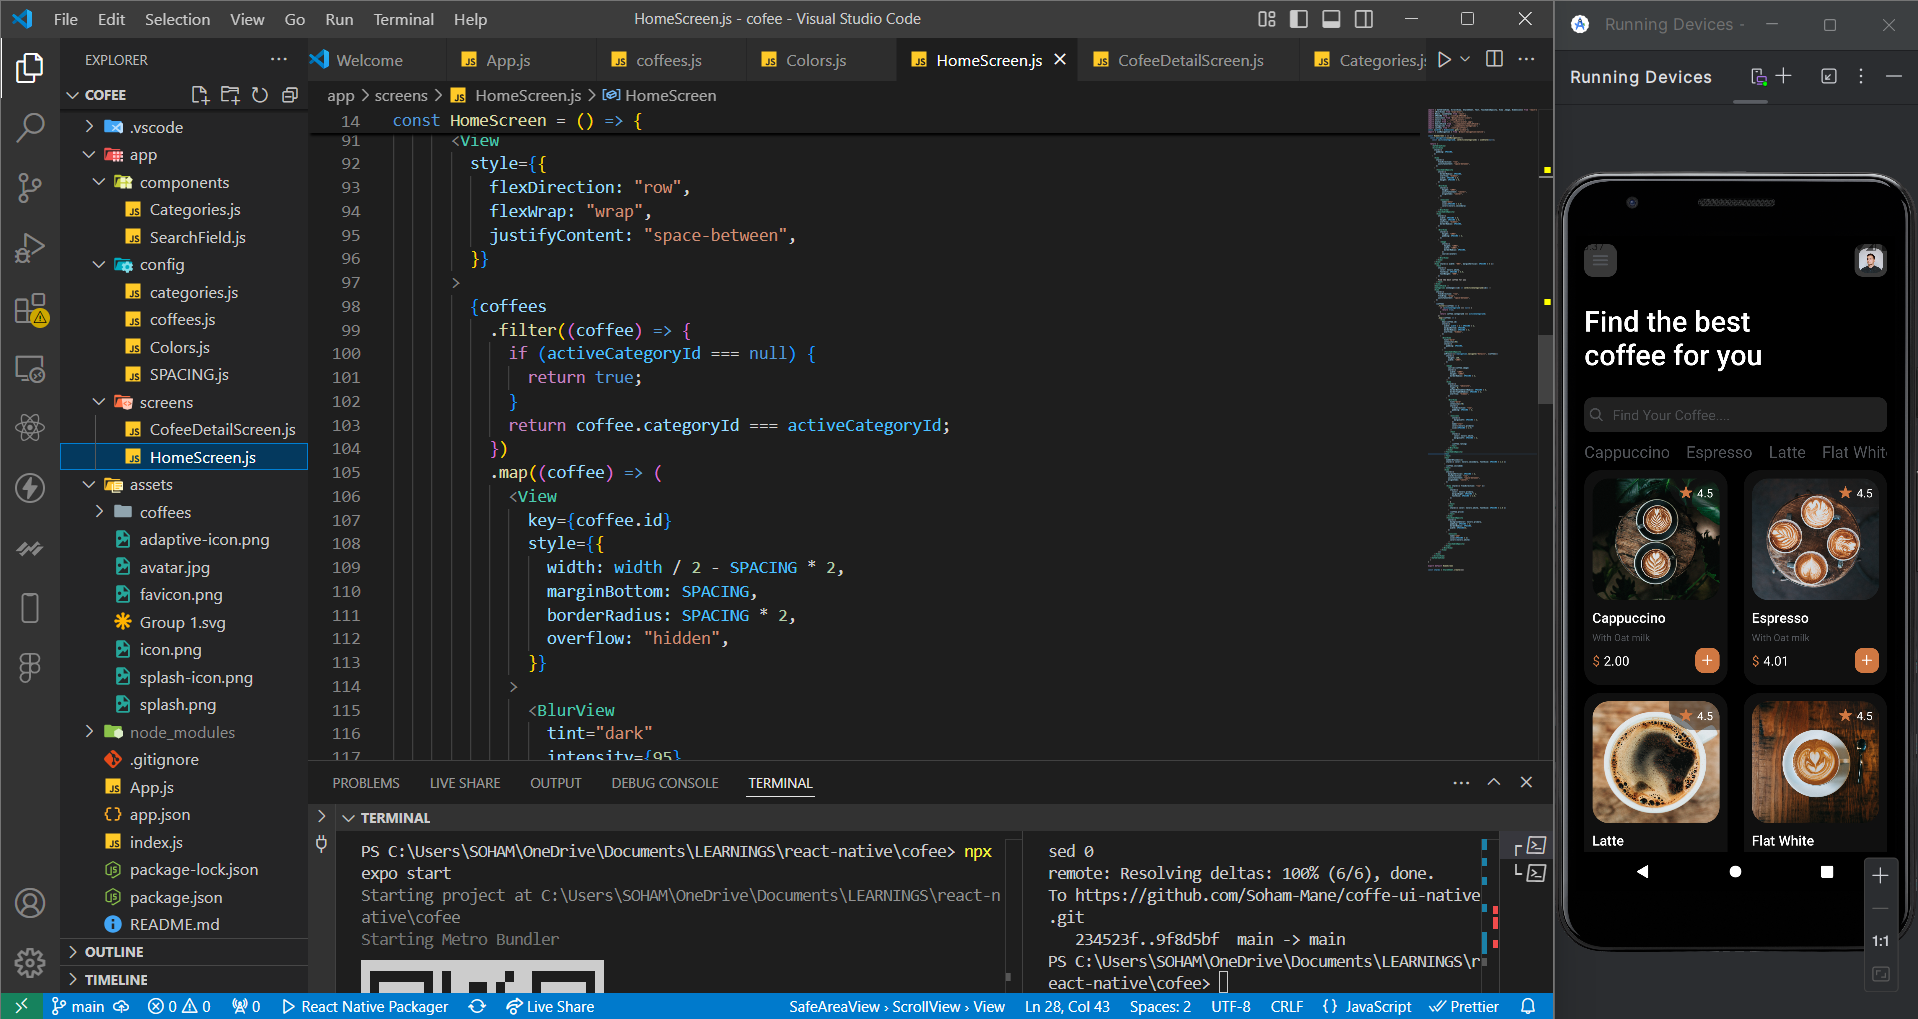 File Edit Selection View Go Run Terminal Help
HomeScreen.js - cofee - Visual Studio Code
EXPLORER
COFEE
.vscode
app
components
Categories.js
SearchField.js
config
categories.js
coffees.js
Colors.js
SPACING.js
screens
CofeeDetailScreen.js
HomeScreen.js
assets
coffees
adaptive-icon.png
avatar.jpg
favicon.png
Group 1.svg
icon.png
splash-icon.png
splash.png
node_modules
.gitignore
App.js
app.json
index.js
package-lock.json
package.json
README.md
OUTLINE
TIMELINE
Welcome App.js coffees.js Colors.js HomeScreen.js CofeeDetailScreen.js Categories.js
app > screens > HomeScreen.js > HomeScreen
14 const HomeScreen = () => {
91 <View
92 style={{
93 flexDirection: "row",
94 flexWrap: "wrap",
95 justifyContent: "space-between",
96 }}
97 >
98 {coffees
99 .filter((coffee) => {
100 if (activeCategoryId === null) {
101 return true;
102 }
103 return coffee.categoryId === activeCategoryId;
104 })
105 .map((coffee) => (
106 <View
107 key={coffee.id}
108 style={{
109 width: width / 2 - SPACING * 2,
110 marginBottom: SPACING,
111 borderRadius: SPACING * 2,
112 overflow: "hidden",
113 }}
114 >
115 <BlurView
116 tint="dark"
117 intensity={95}
PROBLEMS LIVE SHARE OUTPUT DEBUG CONSOLE TERMINAL
TERMINAL
PS C:\Users\SOHAM\OneDrive\Documents\LEARNINGS\react-native\cofee> npx
expo start
Starting project at C:\Users\SOHAM\OneDrive\Documents\LEARNINGS\react-n
ative\cofee
Starting Metro Bundler
sed 0
remote: Resolving deltas: 100% (6/6), done.
To https://github.com/Soham-Mane/coffe-ui-native
.git
234523f..9f8d5bf main -> main
PS C:\Users\SOHAM\OneDrive\Documents\LEARNINGS\r
eact-native\cofee>
main 0 0 0 React Native Packager Live Share
SafeAreaView > ScrollView > View Ln 28, Col 43 Spaces: 2 UTF-8 CRLF {} JavaScript Prettier
Running Devices -
Running Devices
Find the best
coffee for you
Find Your Coffee ...
Cappuccino Espresso Latte Flat Whit
4.5
Cappuccino
With Oat milk
$ 2.00
4.5
Espresso
With Oat milk
$ 4.01
4.5
Latte
4.5
Flat White
1:1